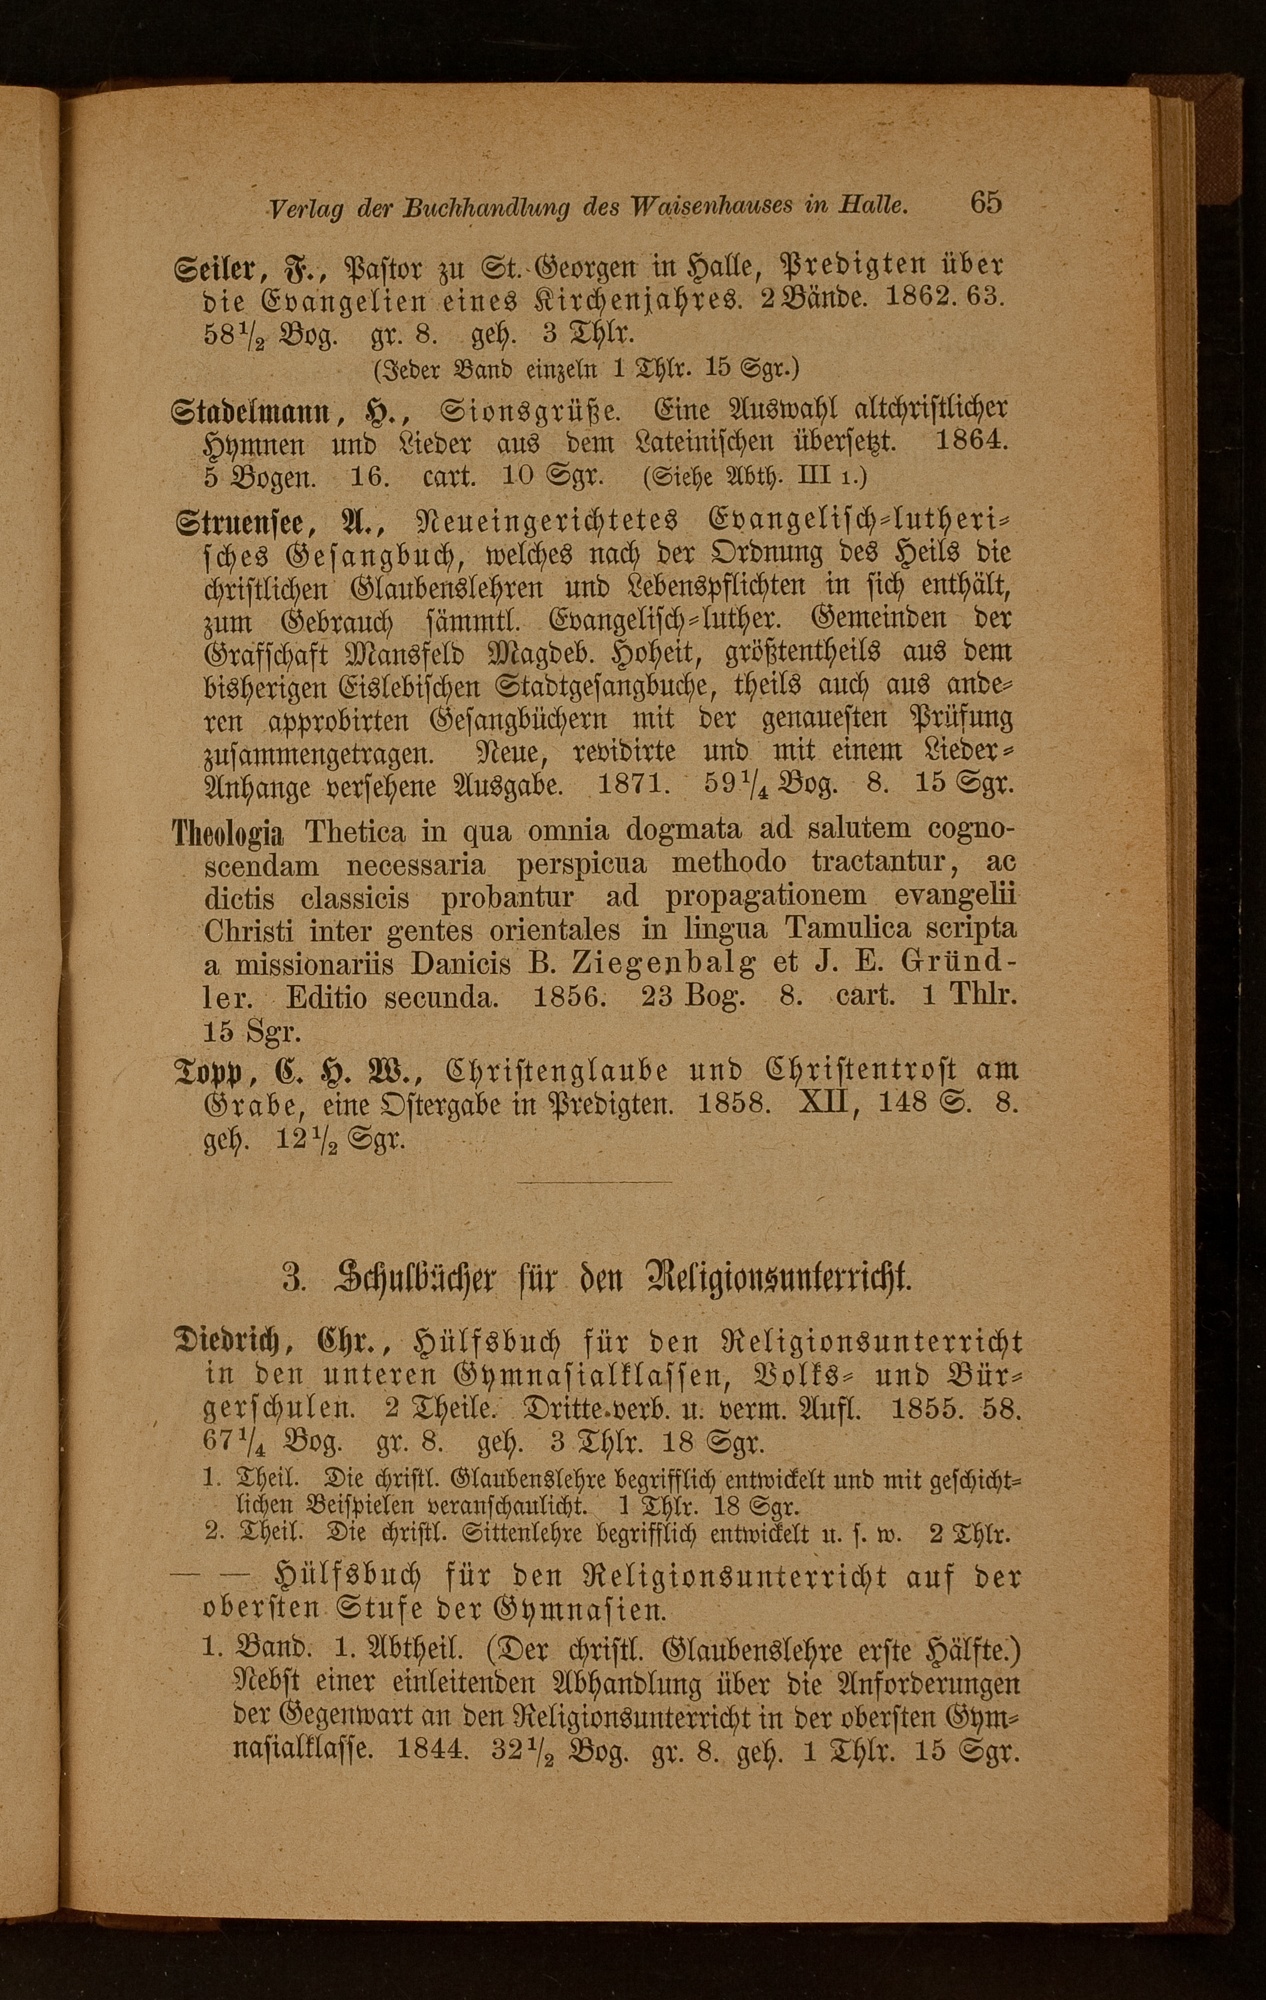 Verlag der Buchhandlung des Waisenhauses in Halle. 65
Seiler, F., Pastor zu St. Georgen in Halle, Predigten über
die Evangelien eines Kirchenjahres. 2 Bände. 1862. 63.
58 1/2 Bog. gr. 8. geh. 3 Thlr.
(Jeder Band einzeln 1 Thlr. 15 Sgr.)
Stadelmann, H., Sionsgrüße. Eine Auswahl altchristlicher
Hymnen und Lieder aus dem Lateinischen übersetzt. 1864.
5 Bogen. 16. cart. 10 Sgr. (Siehe Abth. III 1.)
Struensee, A., Neueingerichtetes Evangelisch-lutheri-
sches Gesangbuch, welches nach der Ordnung des Heils die
christlichen Glaubenslehren und Lebenspflichten in sich enthält,
zum Gebrauch sämmtl. Evangelisch-luther. Gemeinden der
Grafschaft Mansfeld Magdeb. Hoheit, größtentheils aus dem
bisherigen Eislebischen Stadtgesangbuche, theils auch aus ande-
ren approbirten Gesangbüchern mit der genauesten Prüfung
zusammengetragen. Neue, revidirte und mit einem Lieder-
Anhange versehene Ausgabe. 1871. 59 1/4 Bog. 8. 15 Sgr.
Theologia Thetica in qua omnia dogmata ad salutem cogno-
scendam necessaria perspicua methodo tractantur, ac
dictis classicis probantur ad propagationem evangelii
Christi inter gentes orientales in lingua Tamulica scripta
a missionariis Danicis B. Ziegenbalg et J. E. Gründ-
ler. Editio secunda. 1856. 23 Bog. 8. cart. 1 Thlr.
15 Sgr.
Topp, C. H. W., Christenglaube und Christentrost am
Grabe, eine Ostergabe in Predigten. 1858. XII, 148 S. 8.
geh. 12 1/2 Sgr.
3. Schulbücher für den Religionsunterricht.
Diedrich, Chr., Hülfsbuch für den Religionsunterricht
in den unteren Gymnasialklassen, Volks- und Bür-
gerschulen. 2 Theile. Dritte verb. u. verm. Aufl. 1855. 58.
67 1/4 Bog. gr. 8. geh. 3 Thlr. 18 Sgr.
1. Theil. Die christl. Glaubenslehre begrifflich entwickelt und mit geschicht-
lichen Beispielen veranschaulicht. 1 Thlr. 18 Sgr.
2. Theil. Die christl. Sittenlehre begrifflich entwickelt u. s. w. 2 Thlr.
— — Hülfsbuch für den Religionsunterricht auf der
obersten Stufe der Gymnasien.
1. Band. 1. Abtheil. (Der christl. Glaubenslehre erste Hälfte.)
Nebst einer einleitenden Abhandlung über die Anforderungen
der Gegenwart an den Religionsunterricht in der obersten Gym-
nasialklasse. 1844. 32 1/2 Bog. gr. 8. geh. 1 Thlr. 15 Sgr.